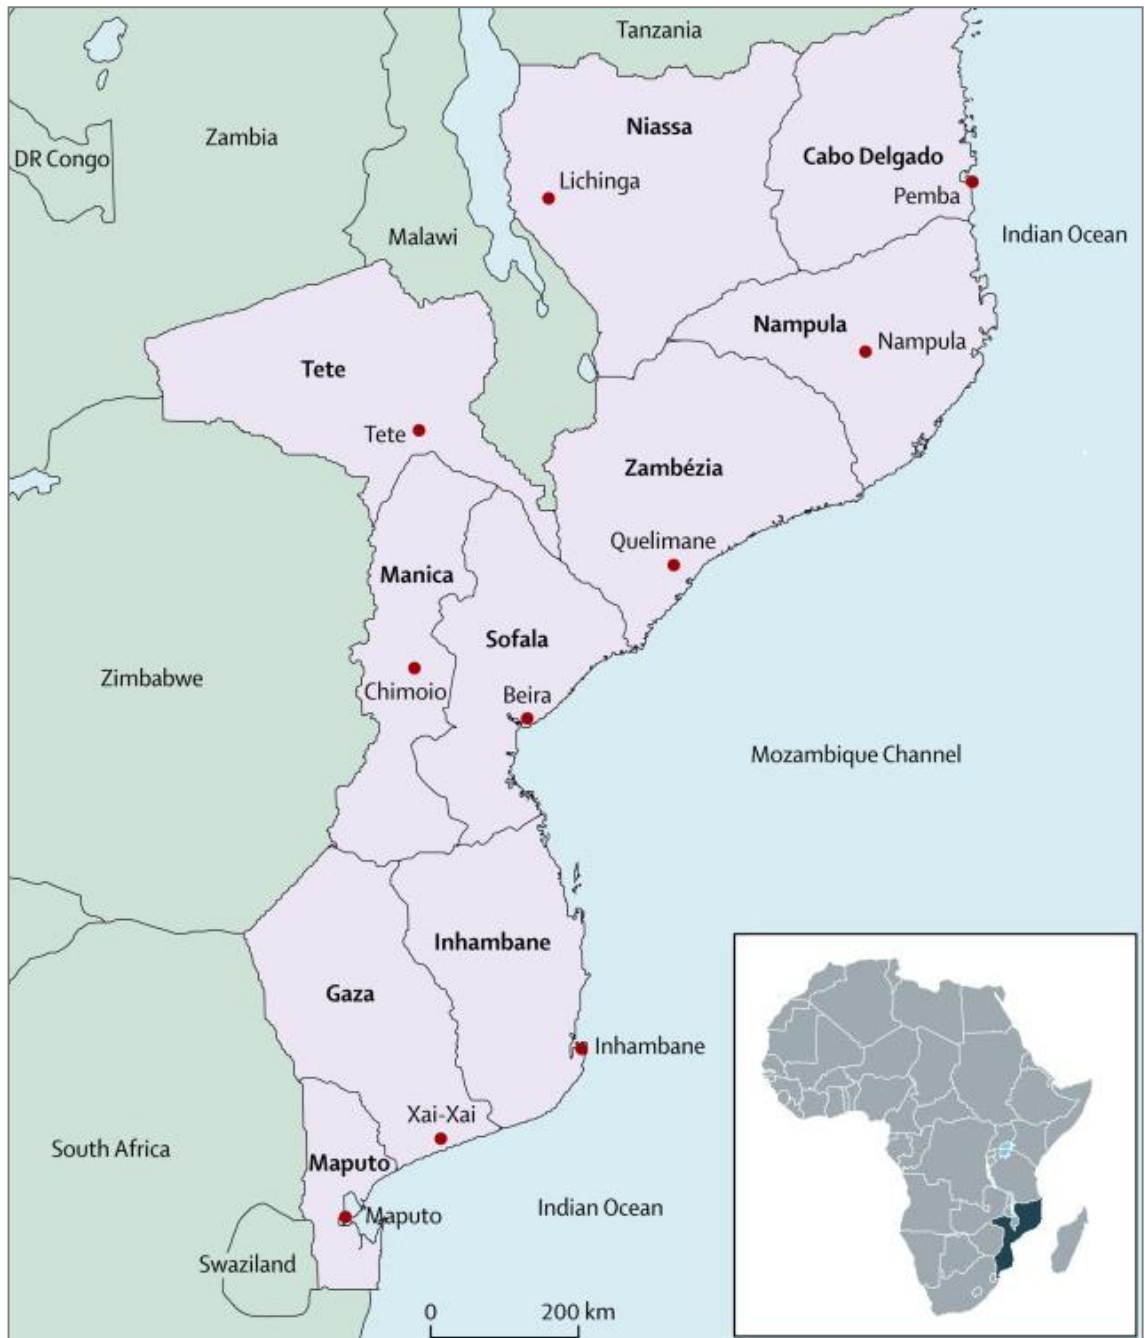 Tanzania
Niassa
Zambia
Cabo Delgado
DR Congo
Lichinga
Pemba
Malawi
Indian Ocean
Nampula
Nampula
Tete
Tete
Zambézia
Quelimane
Manica
Sofala
Zimbabwe
Chimoio
Beira
Mozambique Channel
Inhambane
Gaza
Inhambane
Xai-Xai
South Africa
Maputo
Maputo
Indian Ocean
Swaziland
0 200 km